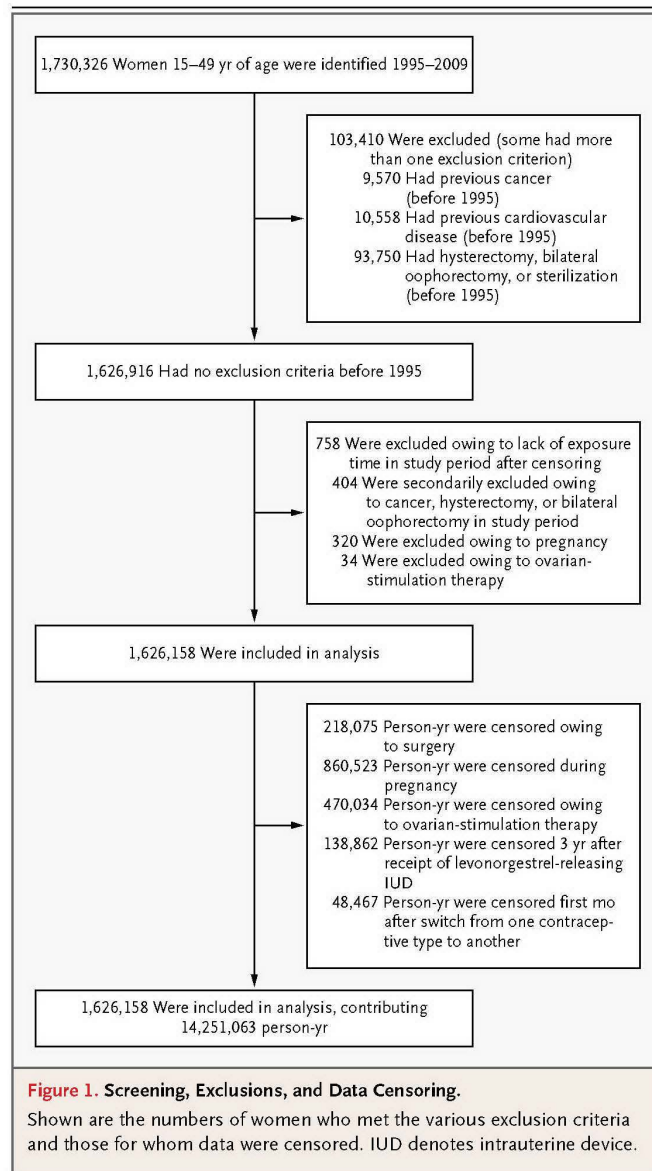 1,730,326 Women 15–49 yr of age were identified 1995–2009
103,410 Were excluded (some had more
than one exclusion criterion)
9,570 Had previous cancer
(before 1995)
10,558 Had previous cardiovascular
disease (before 1995)
93,750 Had hysterectomy, bilateral
oophorectomy, or sterilization
(before 1995)
1,626,916 Had no exclusion criteria before 1995
758 Were excluded owing to lack of exposure
time in study period after censoring
404 Were secondarily excluded owing
to cancer, hysterectomy, or bilateral
oophorectomy in study period
320 Were excluded owing to pregnancy
34 Were excluded owing to ovarian-
stimulation therapy
1,626,158 Were included in analysis
218,075 Person-yr were censored owing
to surgery
860,523 Person-yr were censored during
pregnancy
470,034 Person-yr were censored owing
to ovarian-stimulation therapy
138,862 Person-yr were censored 3 yr after
receipt of levonorgestrel-releasing
IUD
48,467 Person-yr were censored first mo
after switch from one contracep-
tive type to another
1,626,158 Were included in analysis, contributing
14,251,063 person-yr
Figure 1. Screening, Exclusions, and Data Censoring.
Shown are the numbers of women who met the various exclusion criteria
and those for whom data were censored. IUD denotes intrauterine device.